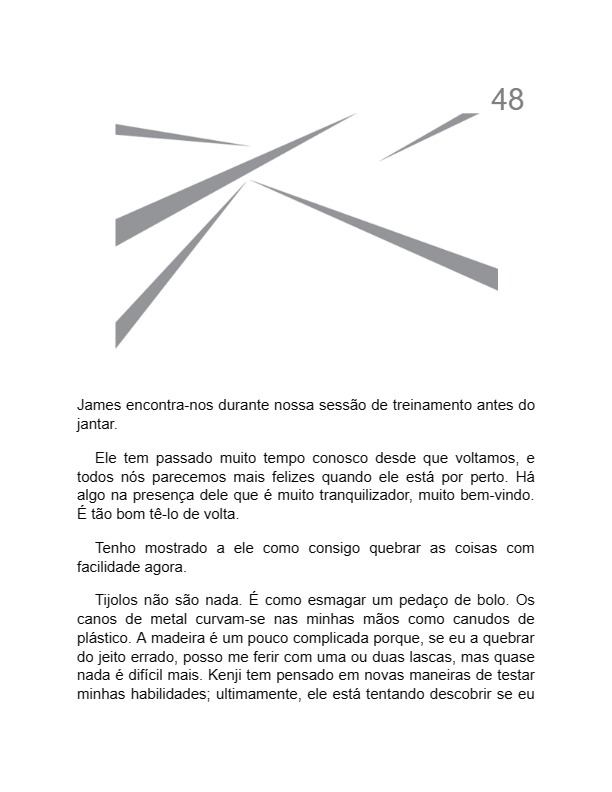 48
James encontra-nos durante nossa sessão de treinamento antes do
jantar.
Ele tem passado muito tempo conosco desde que voltamos, e
todos nós parecemos mais felizes quando ele está por perto. Há
algo na presença dele que é muito tranquilizador, muito bem-vindo.
É tão bom tê-lo de volta.
Tenho mostrado a ele como consigo quebrar as coisas com
facilidade agora.
Tijolos não são nada. É como esmagar um pedaço de bolo. Os
canos de metal curvam-se nas minhas mãos como canudos de
plástico. A madeira é um pouco complicada porque, se eu a quebrar
do jeito errado, posso me ferir com uma ou duas lascas, mas quase
nada é difícil mais. Kenji tem pensado em novas maneiras de testar
minhas habilidades; ultimamente, ele está tentando descobrir se eu